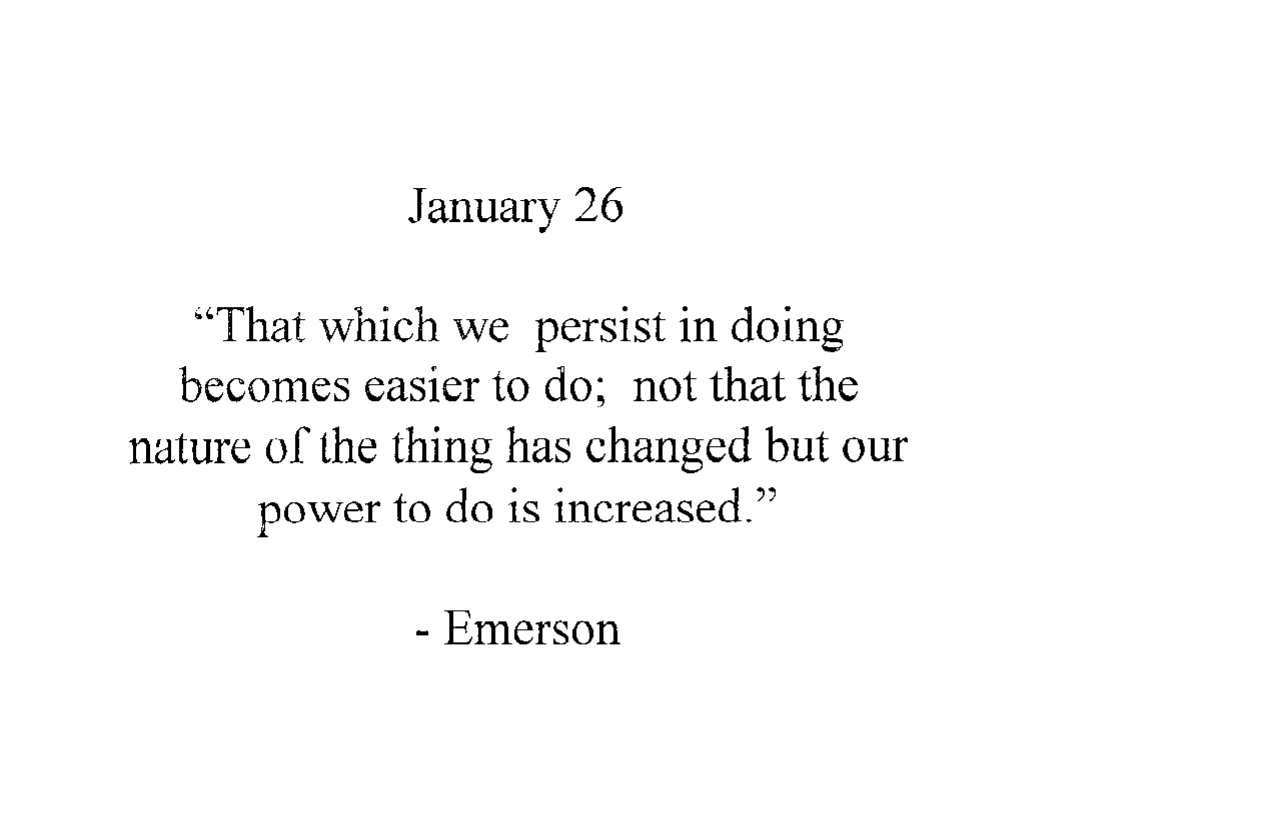 January 26
“That which we  persist in doing
becomes easier to do;  not that the
nature of the thing has changed but our
power to do is increased.”
- Emerson